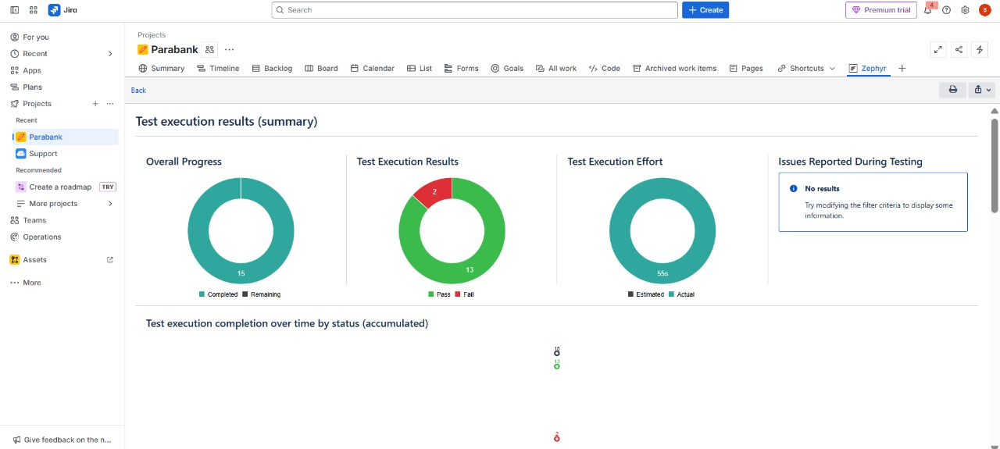 Jira
Search
Create
Premium trial
4
B
For you
Recent
Apps
Plans
Projects
Recent
Parabank
Support
Recommended
Create a roadmap TRY
More projects
Teams
Operations
Assets
More
Give feedback on the n...
Projects
Parabank
Summary Timeline Backlog Board Calendar List Forms Goals All work Code Archived work items Pages Shortcuts Zephyr
Back
Test execution results (summary)
Overall Progress
15
Completed Remaining
Test Execution Results
2
13
Pass Fail
Test Execution Effort
55s
Estimated Actual
Issues Reported During Testing
No results
Try modifying the filter criteria to display some
information.
Test execution completion over time by status (accumulated)
15
13
2